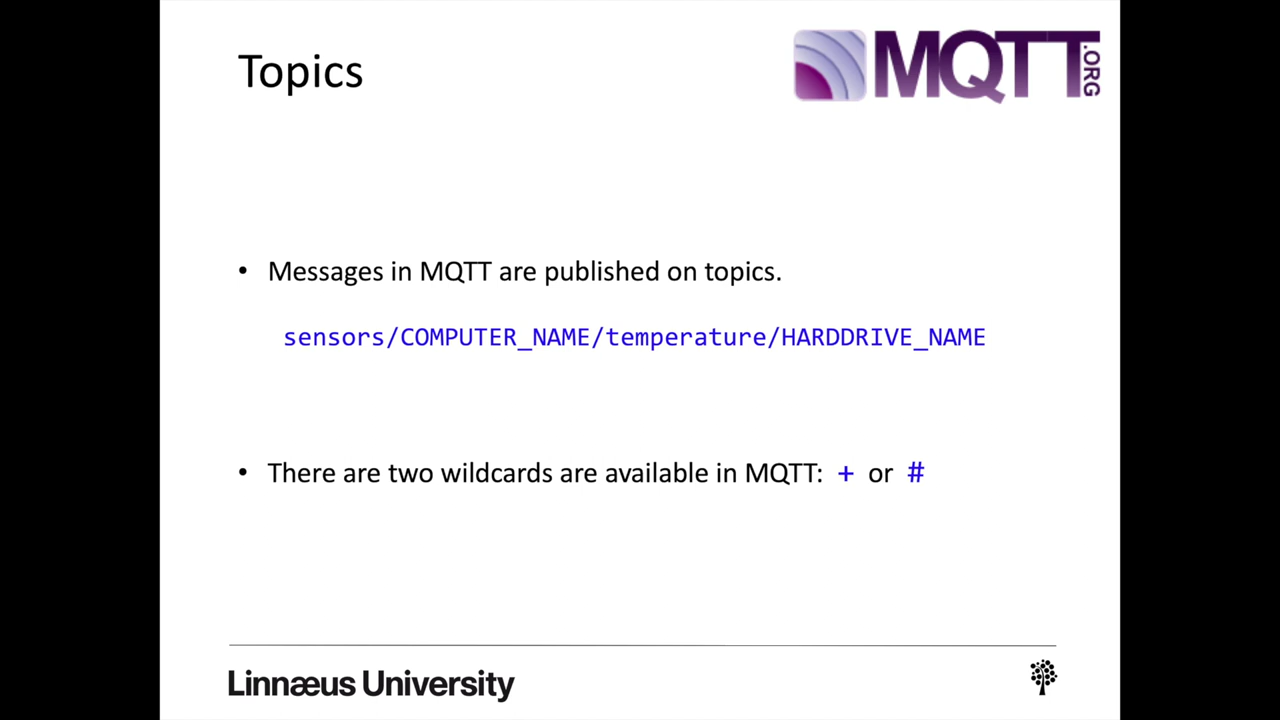 Topics
MQTT.ORG
• Messages in MQTT are published on topics.
sensors/COMPUTER_NAME/temperature/HARDDRIVE_NAME
• There are two wildcards are available in MQTT: + or #
Linnæus University